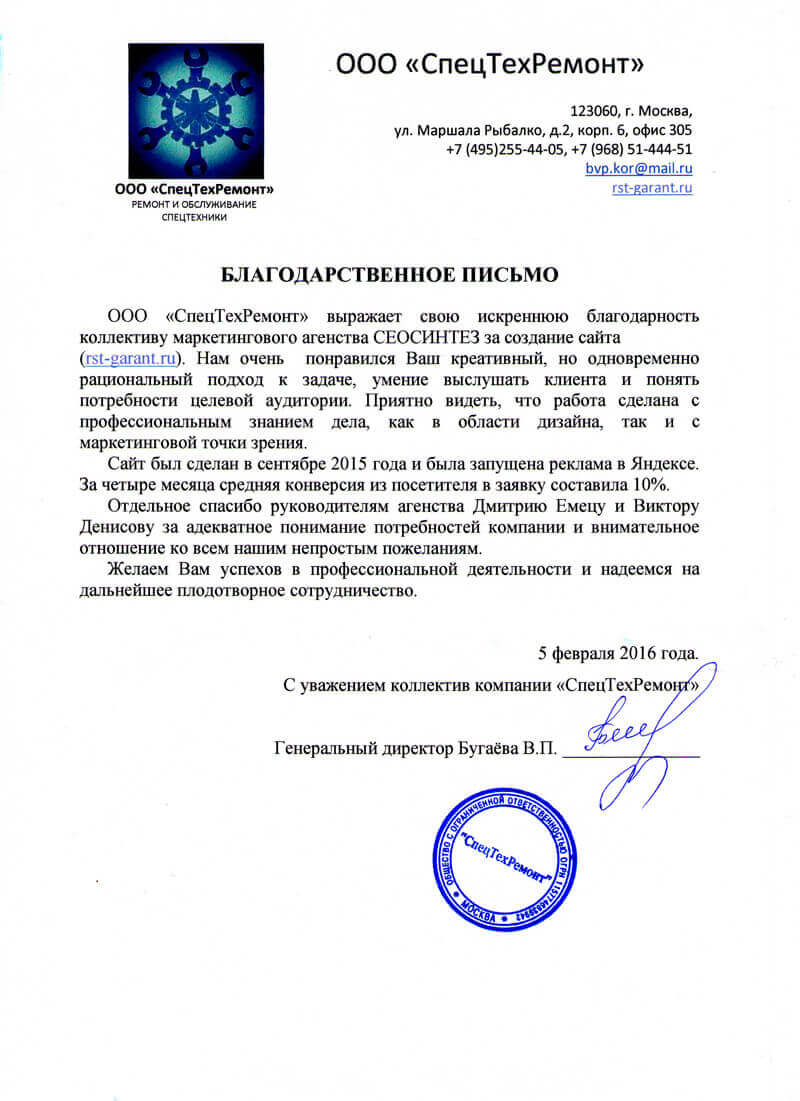 ООО «СпецТехРемонт»
123060, г. Москва,
ул. Маршала Рыбалко, д.2, корп. 6, офис 305
+7 (495)255-44-05, +7 (968) 51-444-51
bvp.kor@mail.ru
rst-garant.ru
ООО «СпецТехРемонт»
РЕМОНТ И ОБСЛУЖИВАНИЕ
СПЕЦТЕХНИКИ
БЛАГОДАРСТВЕННОЕ ПИСЬМО
ООО «СпецТехРемонт» выражает свою искреннюю благодарность
коллективу маркетингового агенства СЕОСИНТЕЗ за создание сайта
(rst-garant.ru). Нам очень понравился Ваш креативный, но одновременно
рациональный подход к задаче, умение выслушать клиента и понять
потребности целевой аудитории. Приятно видеть, что работа сделана с
профессиональным знанием дела, как в области дизайна, так и с
маркетинговой точки зрения.
Сайт был сделан в сентябре 2015 года и была запущена реклама в Яндексе.
За четыре месяца средняя конверсия из посетителя в заявку составила 10%.
Отдельное спасибо руководителям агенства Дмитрию Емецу и Виктору
Денисову за адекватное понимание потребностей компании и внимательное
отношение ко всем нашим непростым пожеланиям.
Желаем Вам успехов в профессиональной деятельности и надеемся на
дальнейшее плодотворное сотрудничество.
5 февраля 2016 года.
С уважением коллектив компании «СпецТехРемонт»
Генеральный директор Бугаёва В.П.
ОБЩЕСТВО С ОГРАНИЧЕННОЙ ОТВЕТСТВЕННОСТЬЮ ОГРН
"СпецТехРемонт"
МОСКВА